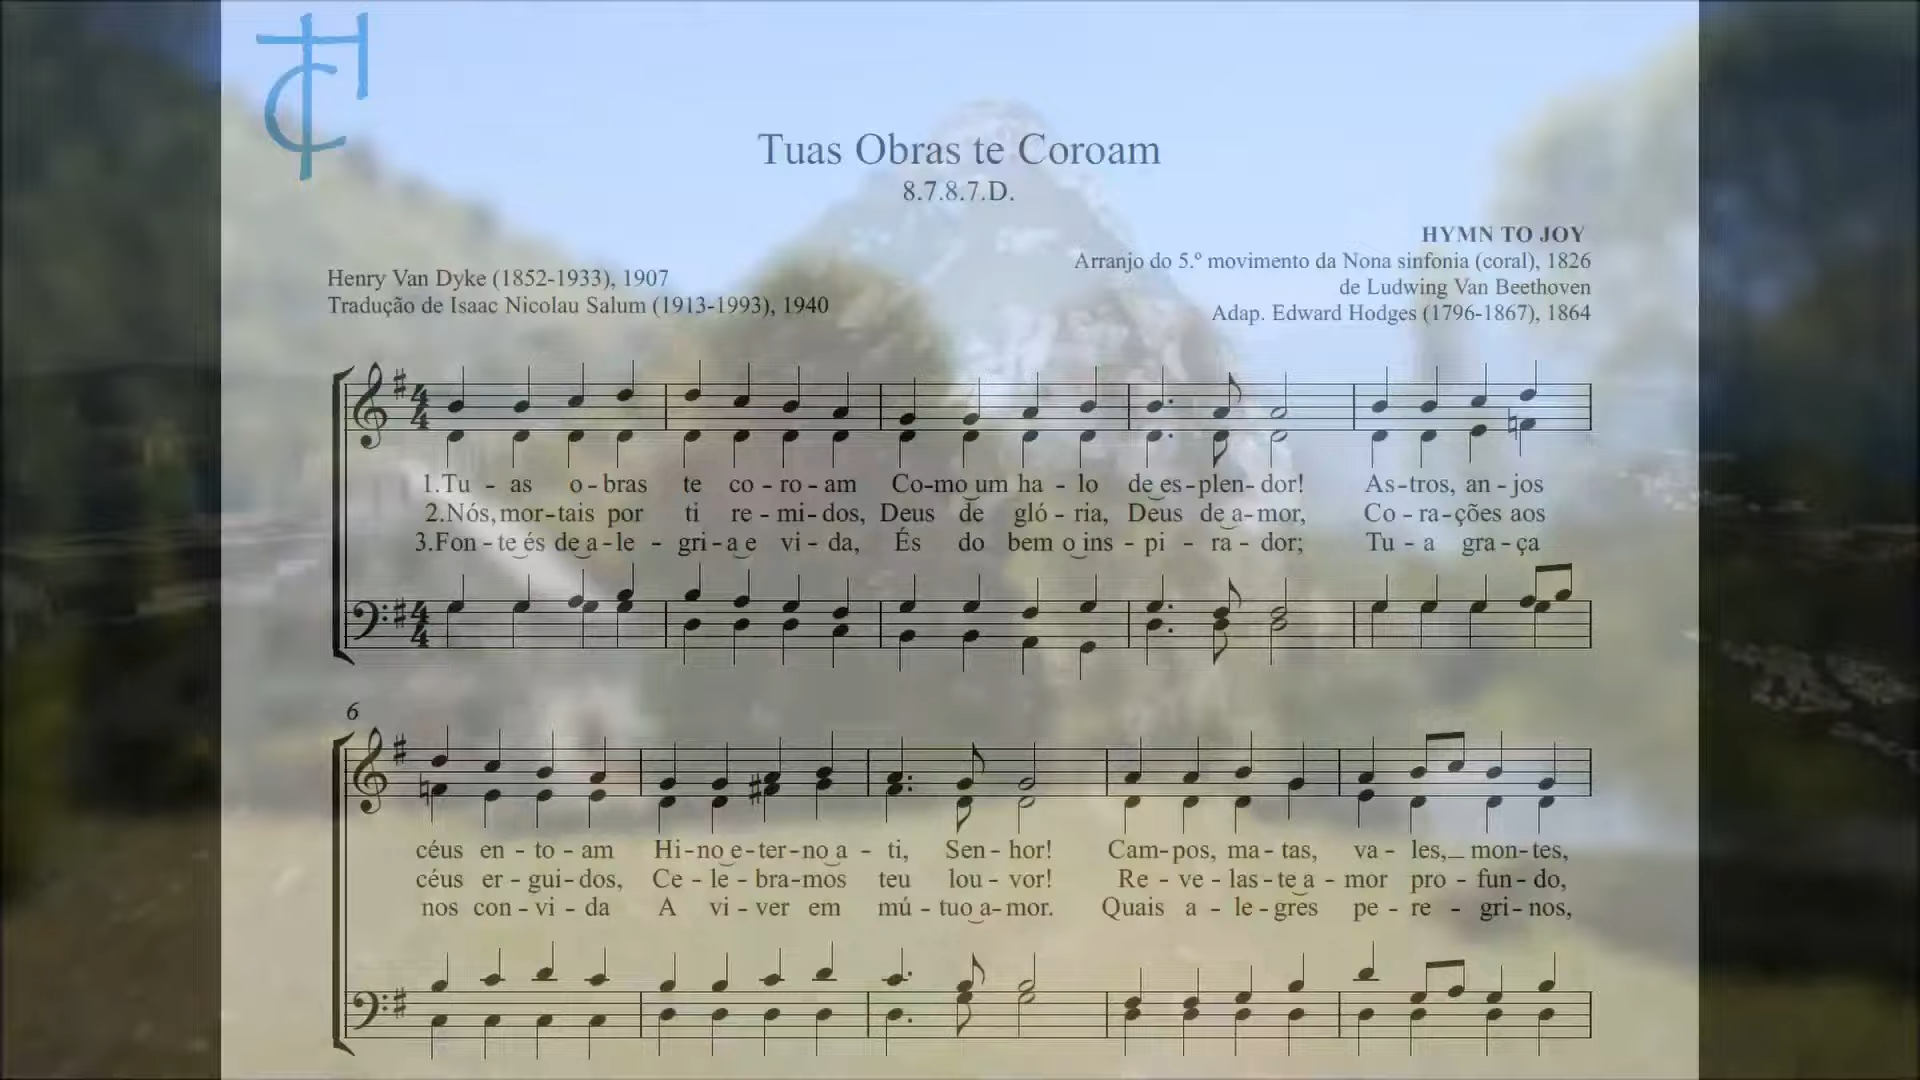 Tuas Obras te Coroam
8.7.8.7.D.
HYMN TO JOY
Arranjo do 5.º movimento da Nona sinfonia (coral), 1826
de Ludwing Van Beethoven
Adap. Edward Hodges (1796-1867), 1864
Henry Van Dyke (1852-1933), 1907
Tradução de Isaac Nicolau Salum (1913-1993), 1940
1.Tu - as o - bras te co - ro - am Co-mo um ha - lo de es-plen-dor! As-tros, an - jos
2.Nós, mor-tais por ti re - mi-dos, Deus de gló - ria, Deus de a-mor, Co - ra-ções aos
3.Fon - te és de a - le - gri - a e vi - da, És do bem o ins - pi - ra - dor; Tu - a gra - ça
6
céus en - to - am Hi-no e-ter-no a - ti, Sen - hor! Cam-pos, ma - tas, va - les, mon-tes,
céus er - gui-dos, Ce - le - bra-mos teu lou - vor! Re - ve - las-te a - mor pro - fun - do,
nos con - vi - da A vi - ver em mú - tuo a-mor. Quais a - le-gres pe - re - gri-nos,